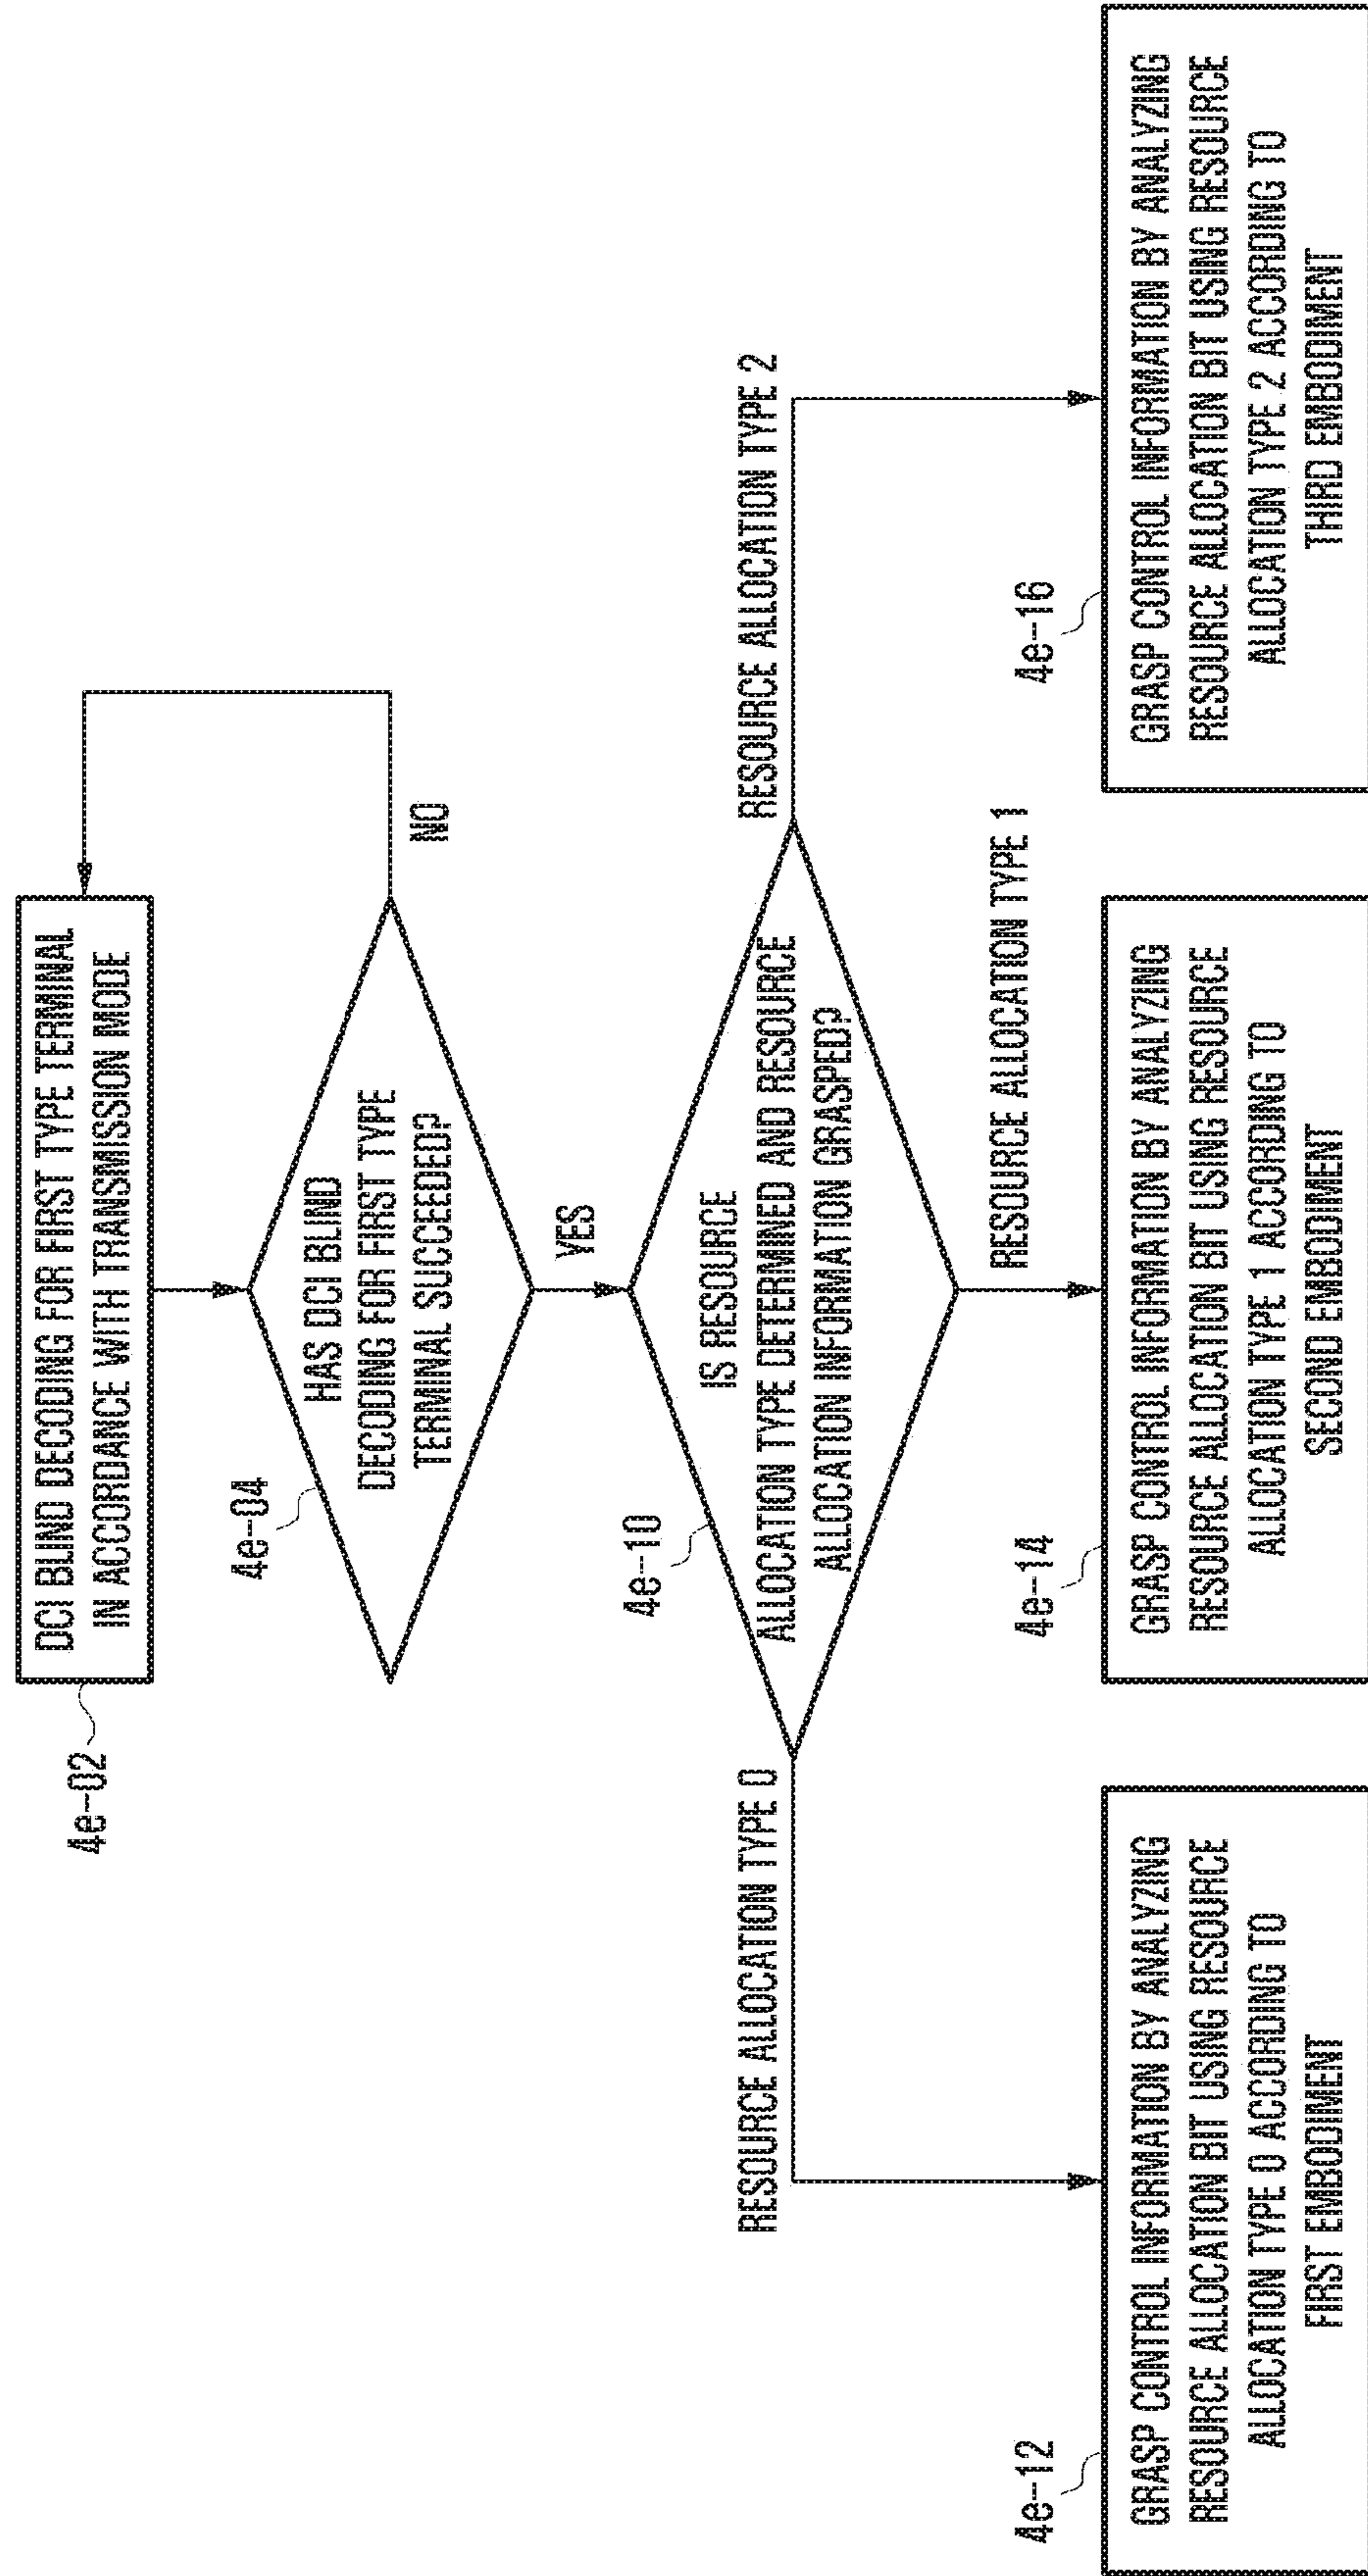 4e-02
DCI BLIND DECODING FOR FIRST TYPE TERMINAL
IN ACCORDANCE WITH TRANSMISSION MODE
4e-04
HAS DCI BLIND
DECODING FOR FIRST TYPE
TERMINAL SUCCEEDED?
NO
YES
4e-10
IS RESOURCE
ALLOCATION TYPE DETERMINED AND RESOURCE
ALLOCATION INFORMATION GRASPED?
RESOURCE ALLOCATION TYPE 0
RESOURCE ALLOCATION TYPE 2
RESOURCE ALLOCATION TYPE 1
4e-12
GRASP CONTROL INFORMATION BY ANALYZING
RESOURCE ALLOCATION BIT USING RESOURCE
ALLOCATION TYPE 0 ACCORDING TO
FIRST EMBODIMENT
4e-14
GRASP CONTROL INFORMATION BY ANALYZING
RESOURCE ALLOCATION BIT USING RESOURCE
ALLOCATION TYPE 1 ACCORDING TO
SECOND EMBODIMENT
4e-16
GRASP CONTROL INFORMATION BY ANALYZING
RESOURCE ALLOCATION BIT USING RESOURCE
ALLOCATION TYPE 2 ACCORDING TO
THIRD EMBODIMENT